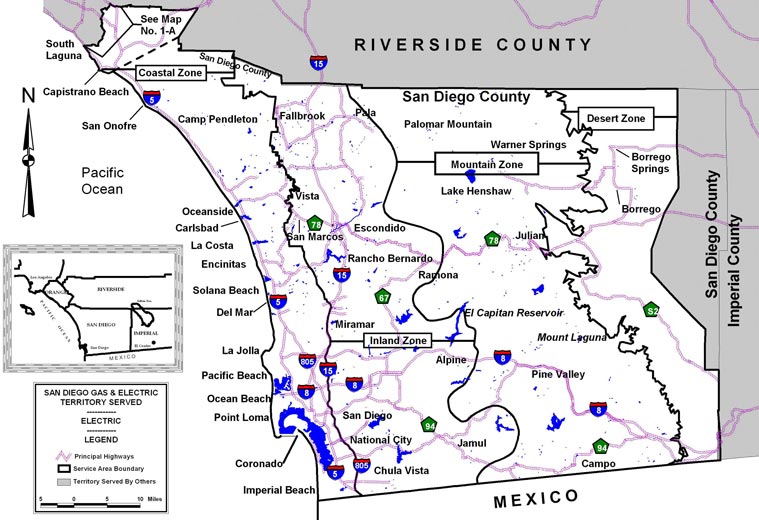 See Map
No. 1-A
South
Laguna
RIVERSIDE COUNTY
San Diego County
Coastal Zone
15
Capistrano Beach
5
N
San Onofre
Camp Pendleton
Fallbrook
Pala
San Diego County
Desert Zone
Palomar Mountain
Warner Springs
Mountain Zone
Borrego
Springs
Pacific
Ocean
Lake Henshaw
Vista
Borrego
Oceanside
Carlsbad
78
San Marcos
Escondido
78
Julian
La Costa
Encinitas
Rancho Bernardo
15
Ramona
San Diego County
Imperial County
Solana Beach
5
67
Del Mar
El Capitan Reservoir
S2
Miramar
Mount Laguna
Inland Zone
La Jolla
805
15
Alpine
8
Pacific Beach
8
8
Pine Valley
Ocean Beach
8
Point Loma
San Diego
94
National City
Jamul
94
Coronado
5
805
Chula Vista
Campo
Imperial Beach
MEXICO
Los Angeles
ORANGE
RIVERSIDE
PACIFIC OCEAN
SAN DIEGO
IMPERIAL
El Centro
San Diego
MEXICO
SAN DIEGO GAS & ELECTRIC
TERRITORY SERVED
----------
ELECTRIC
----------
LEGEND
Principal Highways
Service Area Boundary
Territory Served By Others
5 0 5 10 Miles